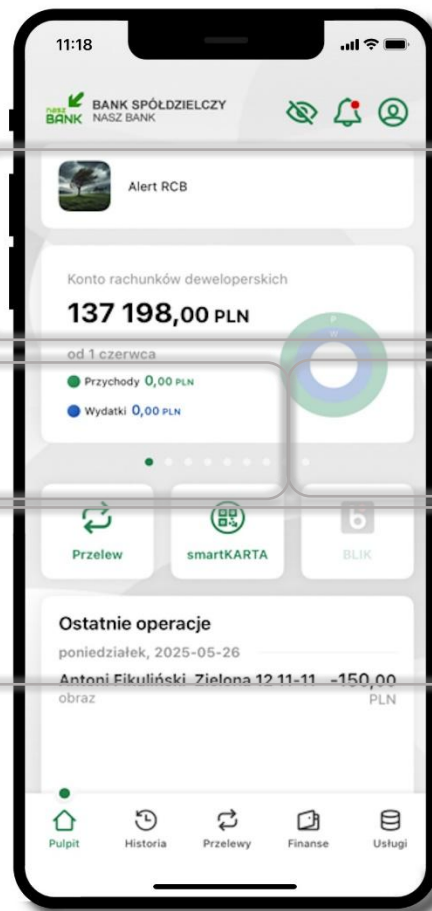 11:18
nasz BANK
BANK SPÓŁDZIELCZY
NASZ BANK
Alert RCB
Konto rachunków deweloperskich
137 198,00 PLN
od 1 czerwca
Przychody 0,00 PLN
Wydatki 0,00 PLN
P
W
Przelew
smartKARTA
BLIK
Ostatnie operacje
poniedziałek, 2025-05-26
Antoni Fikuliński, Zielona 12 11-11 -150,00
obraz PLN
Pulpit
Historia
Przelewy
Finanse
Usługi